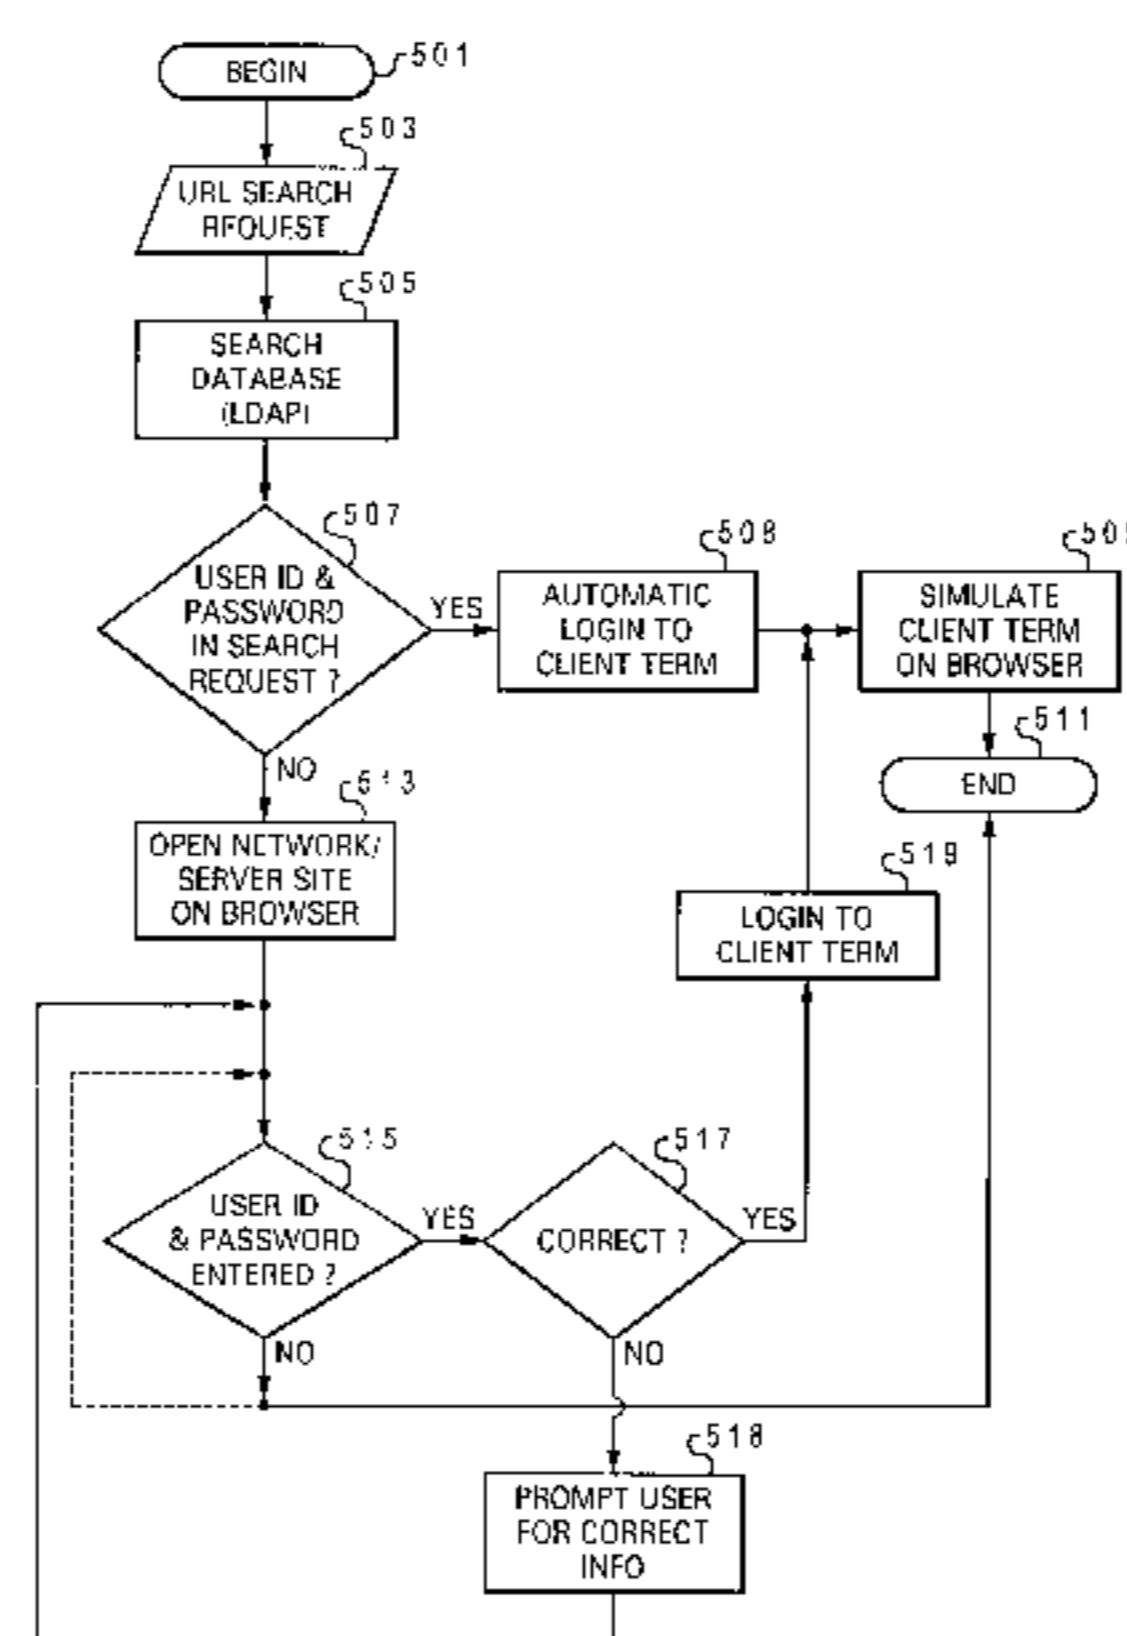 BEGIN
501
503
URL SEARCH
REQUEST
505
SEARCH
DATABASE
(LDAP)
507
USER ID &
PASSWORD
IN SEARCH
REQUEST ?
YES
508
AUTOMATIC
LOGIN TO
CLIENT TERM
SIMULATE
CLIENT TERM
ON BROWSER
511
END
NO
513
OPEN NETWORK/
SERVER SITE
ON BROWSER
519
LOGIN TO
CLIENT TERM
515
USER ID
& PASSWORD
ENTERED ?
YES
517
CORRECT ?
YES
NO
NO
518
PROMPT USER
FOR CORRECT
INFO